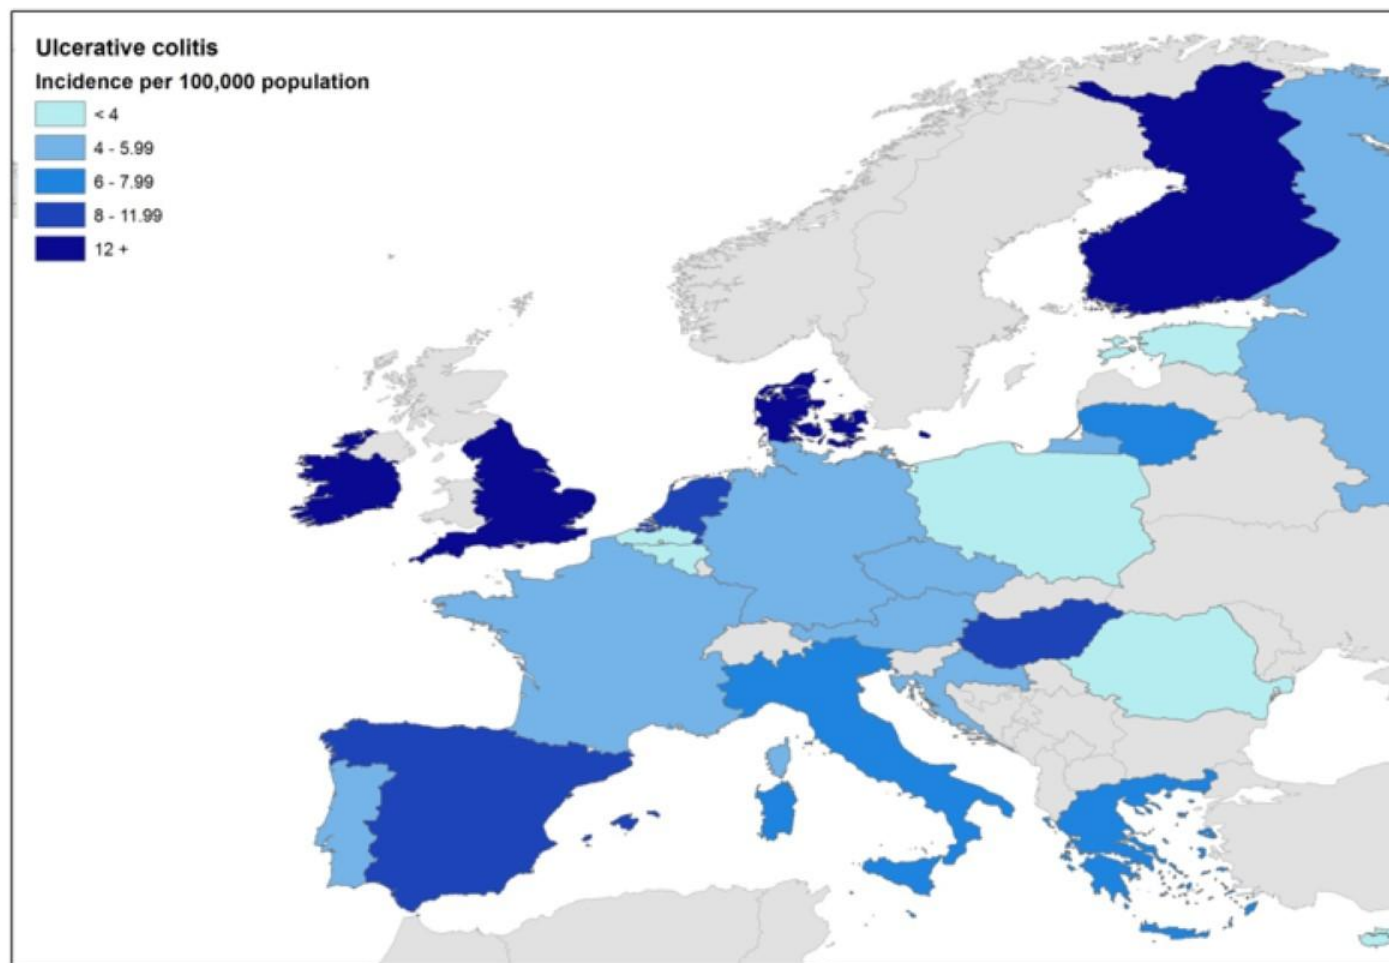 Ulcerative colitis
Incidence per 100,000 population
< 4
4 - 5.99
6 - 7.99
8 - 11.99
12 +